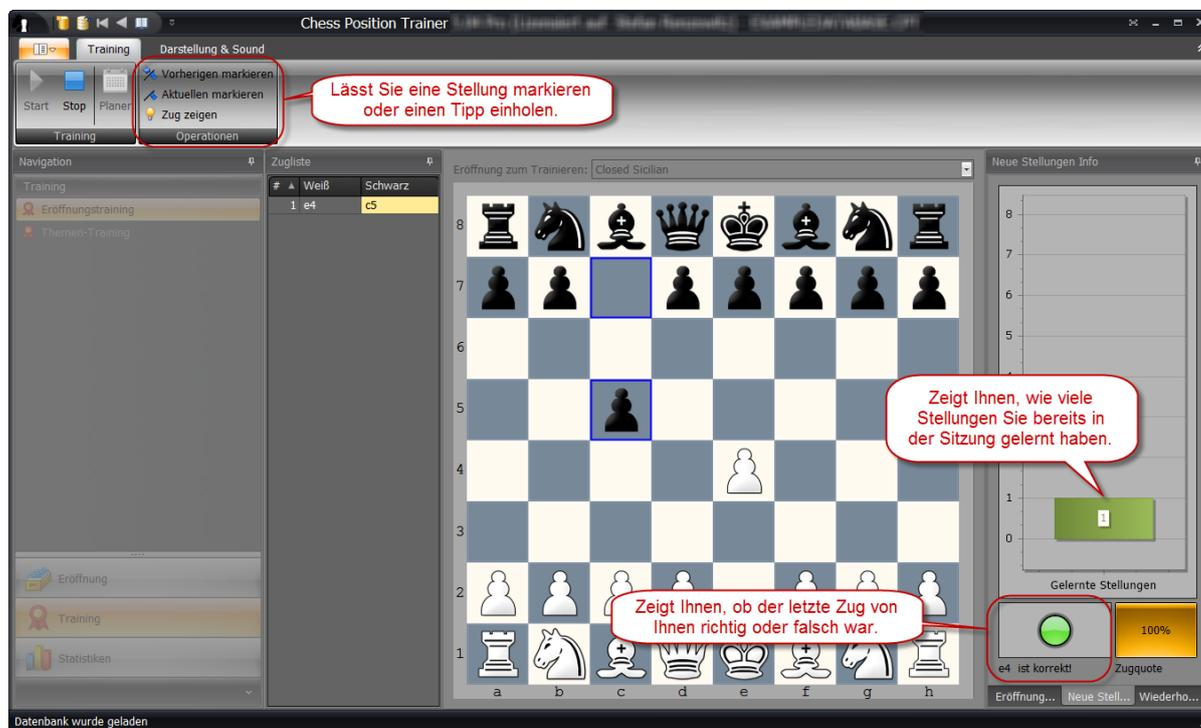 Chess Position Trainer
Training
Darstellung & Sound
Vorherigen markieren
Aktuellen markieren
Zug zeigen
Start
Stop
Planer
Training
Operationen
Lässt Sie eine Stellung markieren
oder einen Tipp einholen.
Navigation
Training
Eröffnungstraining
Themen-Training
Eröffnung
Training
Statistiken
Zugliste
# Weiß Schwarz
1 e4 c5
Eröffnung zum Trainieren: Closed Sicilian
8
7
6
5
4
3
2
1
a b c d e f g h
Neue Stellungen Info
8
7
6
5
Zeigt Ihnen, wie viele
Stellungen Sie bereits in
der Sitzung gelernt haben.
1
1
0
Gelernte Stellungen
Zeigt Ihnen, ob der letzte Zug von
Ihnen richtig oder falsch war.
100%
e4 ist korrekt!
Zugquote
Eröffnung... Neue Stell... Wiederho...
Datenbank wurde geladen